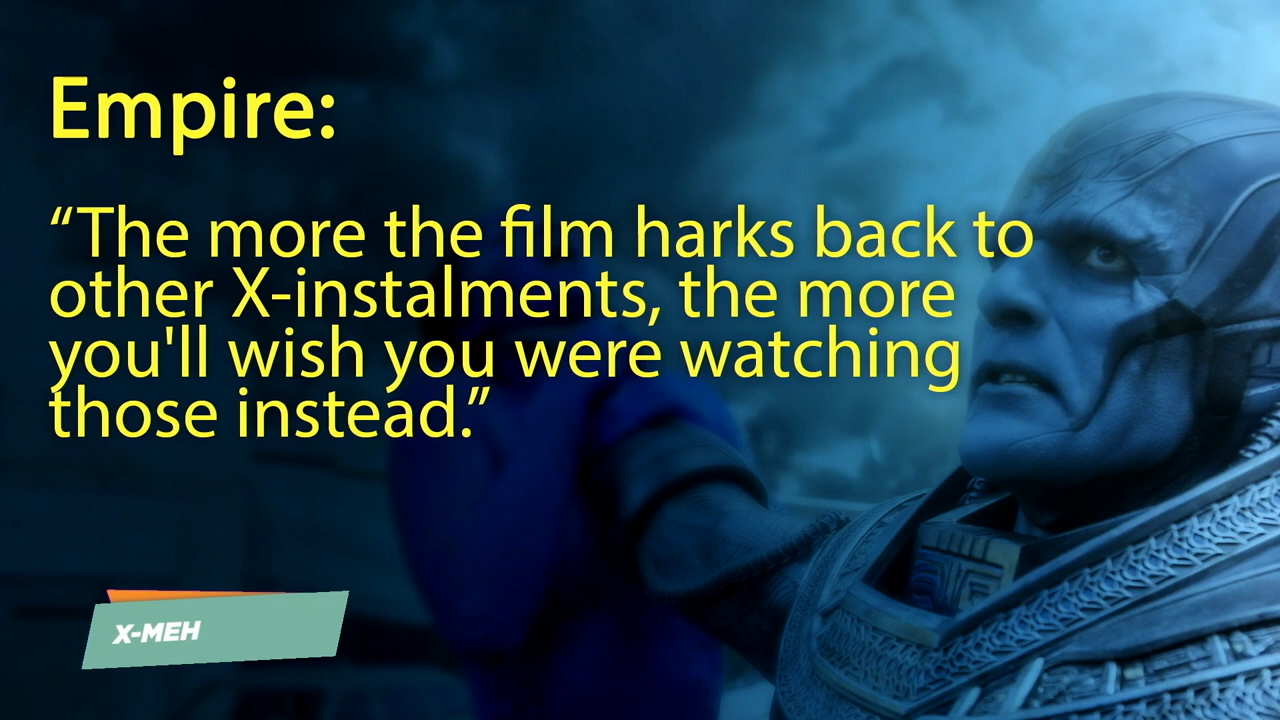 Empire:
“The more the film harks back to
other X-instalments, the more
you'll wish you were watching
those instead.”
X-MEH